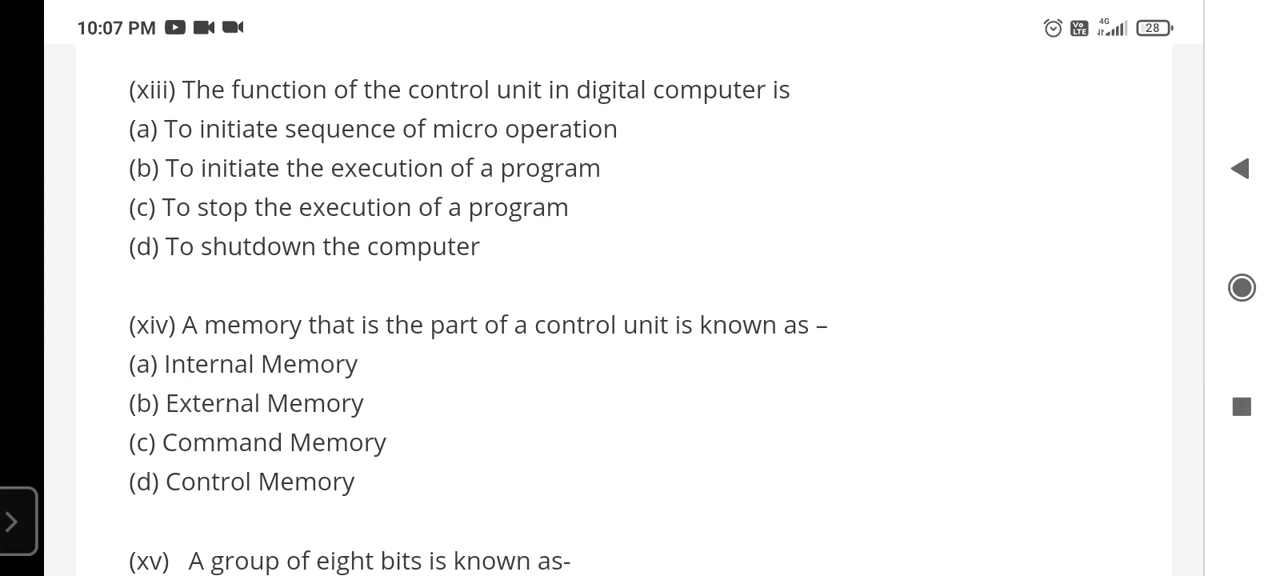 10:07 PM
Vo LTE 4G 28
(xiii) The function of the control unit in digital computer is
(a) To initiate sequence of micro operation
(b) To initiate the execution of a program
(c) To stop the execution of a program
(d) To shutdown the computer
(xiv) A memory that is the part of a control unit is known as –
(a) Internal Memory
(b) External Memory
(c) Command Memory
(d) Control Memory
(xv) A group of eight bits is known as-